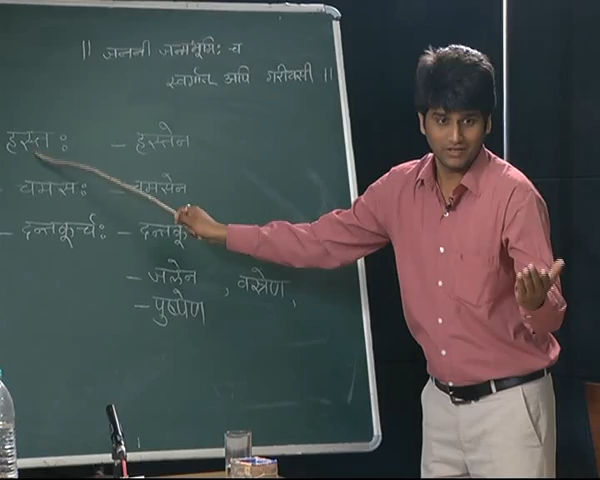 ॥ जननी जन्मभूमिः च
स्वर्गात् अपि गरीयसी ॥
हस्तः - हस्तेन
- चमसः - चमसेन
- दन्तकूर्चः - दन्तकू
- जलेन , वस्त्रेण,
- पुष्पेण